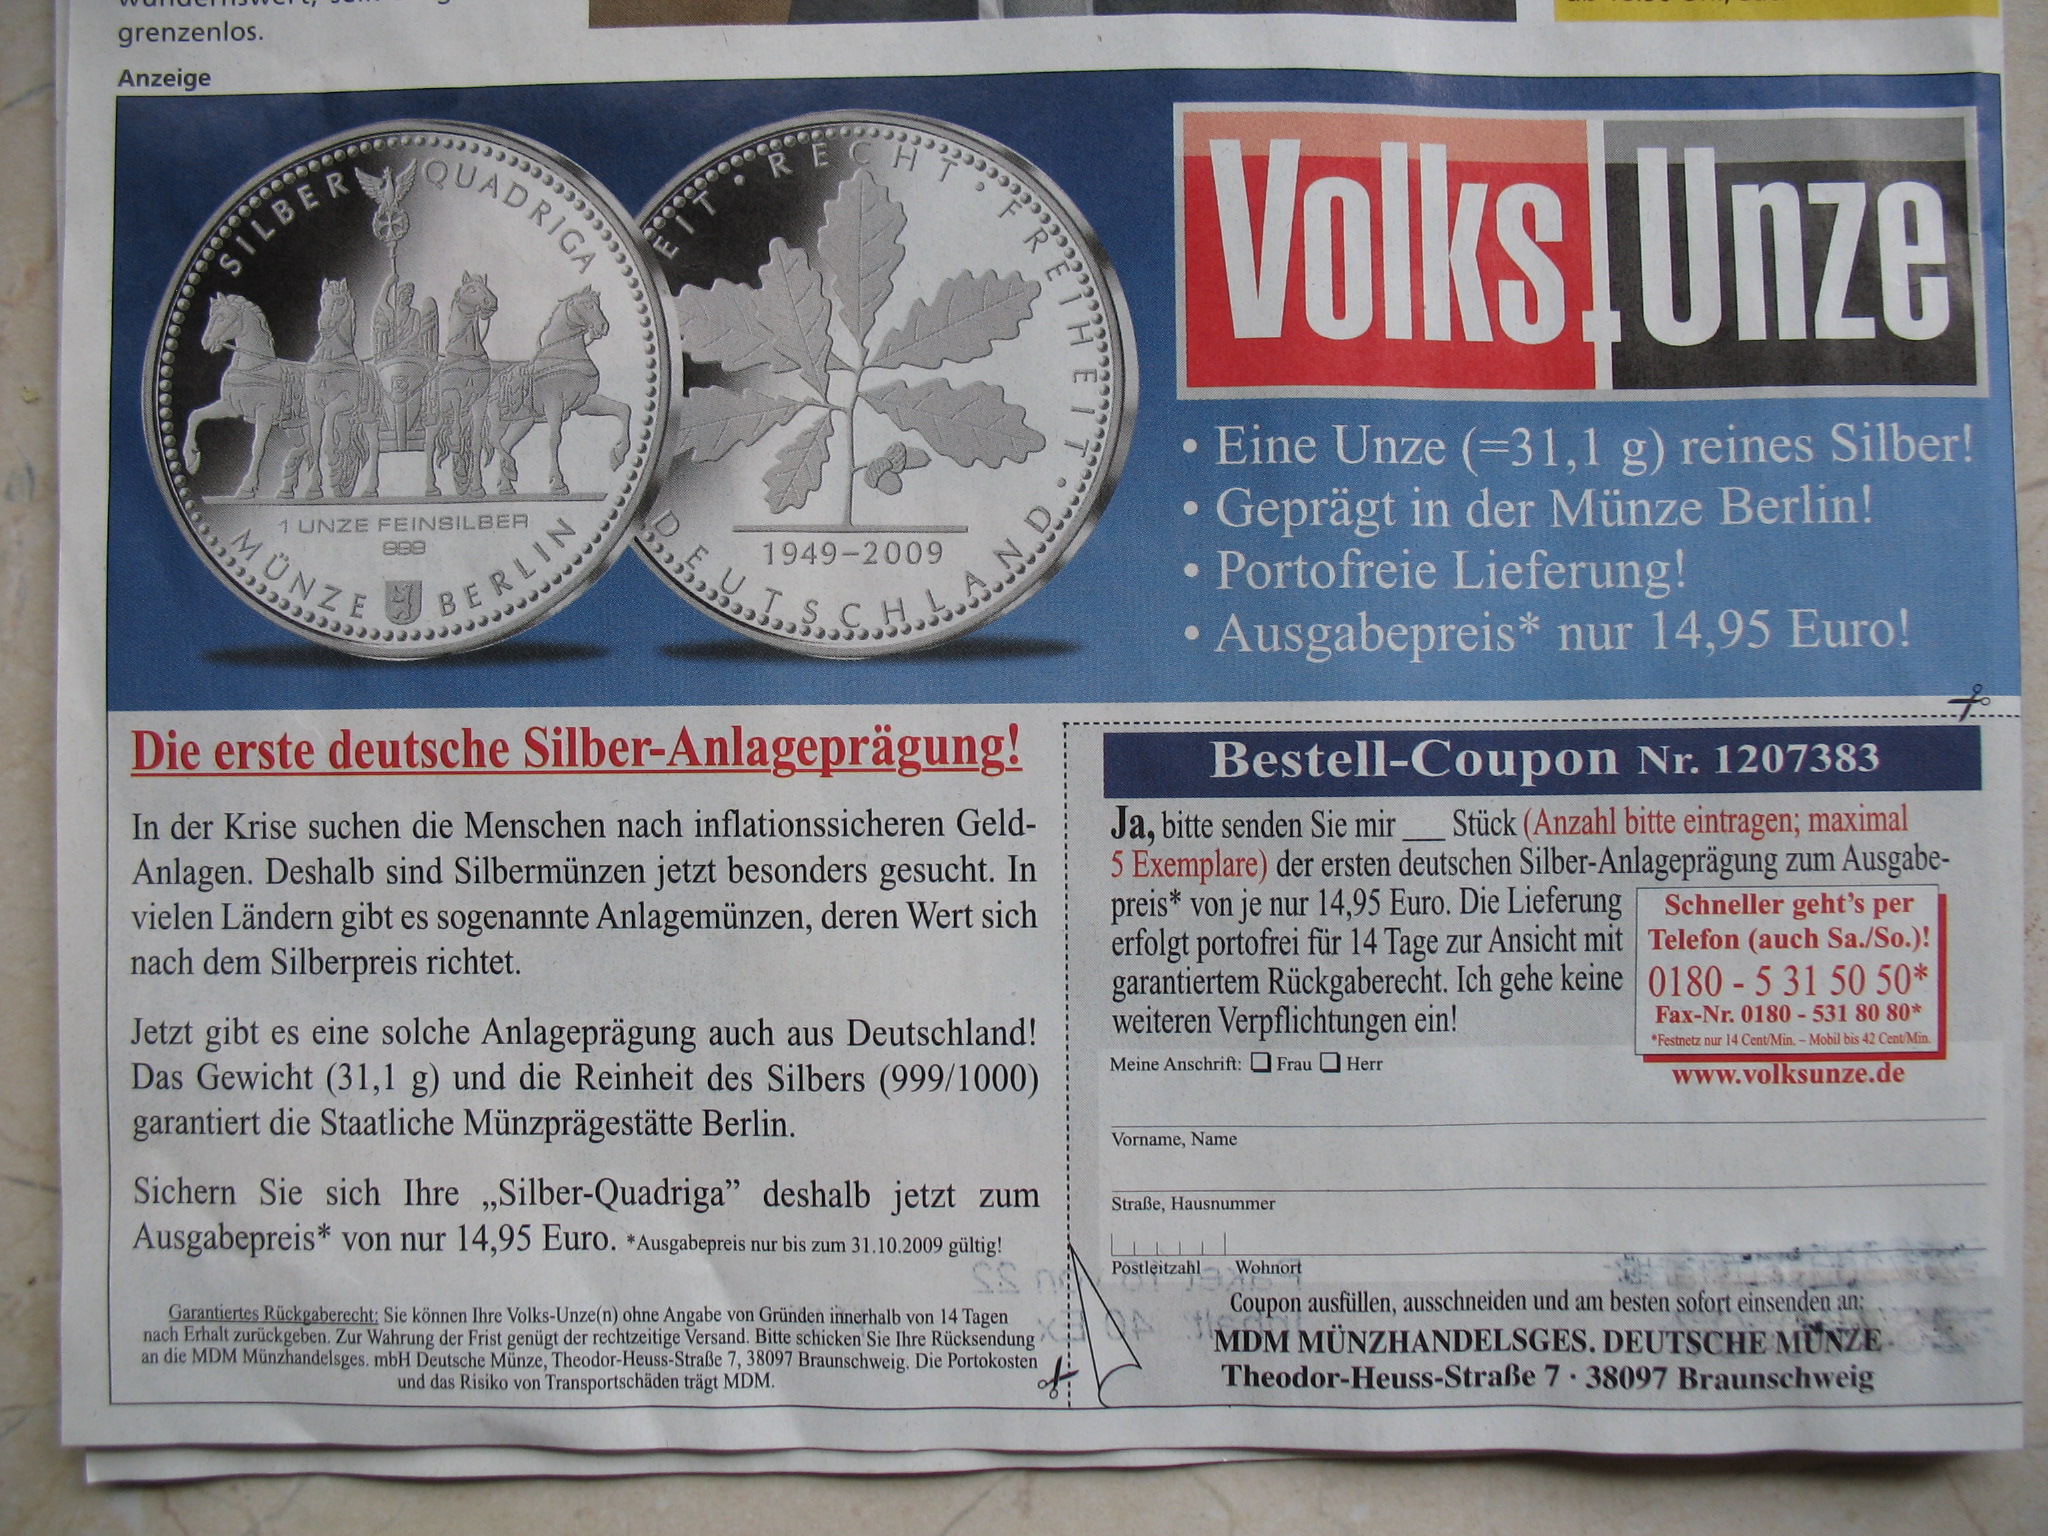 grenzenlos.
Anzeige
SILBER QUADRIGA
1 UNZE FEINSILBER
999
MÜNZE BERLIN
EIT · RECHT · FREIHEIT ·
DEUTSCHLAND
1949–2009
Volks-Unze
• Eine Unze (=31,1 g) reines Silber!
• Geprägt in der Münze Berlin!
• Portofreie Lieferung!
• Ausgabepreis* nur 14,95 Euro!
Die erste deutsche Silber-Anlageprägung!
In der Krise suchen die Menschen nach inflationssicheren Geld-
Anlagen. Deshalb sind Silbermünzen jetzt besonders gesucht. In
vielen Ländern gibt es sogenannte Anlagemünzen, deren Wert sich
nach dem Silberpreis richtet.
Jetzt gibt es eine solche Anlageprägung auch aus Deutschland!
Das Gewicht (31,1 g) und die Reinheit des Silbers (999/1000)
garantiert die Staatliche Münzprägestätte Berlin.
Sichern Sie sich Ihre „Silber-Quadriga” deshalb jetzt zum
Ausgabepreis* von nur 14,95 Euro. *Ausgabepreis nur bis zum 31.10.2009 gültig!
Garantiertes Rückgaberecht: Sie können Ihre Volks-Unze(n) ohne Angabe von Gründen innerhalb von 14 Tagen
nach Erhalt zurückgeben. Zur Wahrung der Frist genügt der rechtzeitige Versand. Bitte schicken Sie Ihre Rücksendung
an die MDM Münzhandelsges. mbH Deutsche Münze, Theodor-Heuss-Straße 7, 38097 Braunschweig. Die Portokosten
und das Risiko von Transportschäden trägt MDM.
Bestell-Coupon Nr. 1207383
Ja, bitte senden Sie mir ___ Stück (Anzahl bitte eintragen; maximal
5 Exemplare) der ersten deutschen Silber-Anlageprägung zum Ausgabe-
preis* von je nur 14,95 Euro. Die Lieferung
erfolgt portofrei für 14 Tage zur Ansicht mit
garantiertem Rückgaberecht. Ich gehe keine
weiteren Verpflichtungen ein!
Schneller geht's per
Telefon (auch Sa./So.)!
0180 - 5 31 50 50*
Fax-Nr. 0180 - 531 80 80*
*Festnetz nur 14 Cent/Min. – Mobil bis 42 Cent/Min.
www.volksunze.de
Meine Anschrift: ❏ Frau ❏ Herr
Vorname, Name
Straße, Hausnummer
Postleitzahl Wohnort
Coupon ausfüllen, ausschneiden und am besten sofort einsenden an:
MDM MÜNZHANDELSGES. DEUTSCHE MÜNZE
Theodor-Heuss-Straße 7 · 38097 Braunschweig